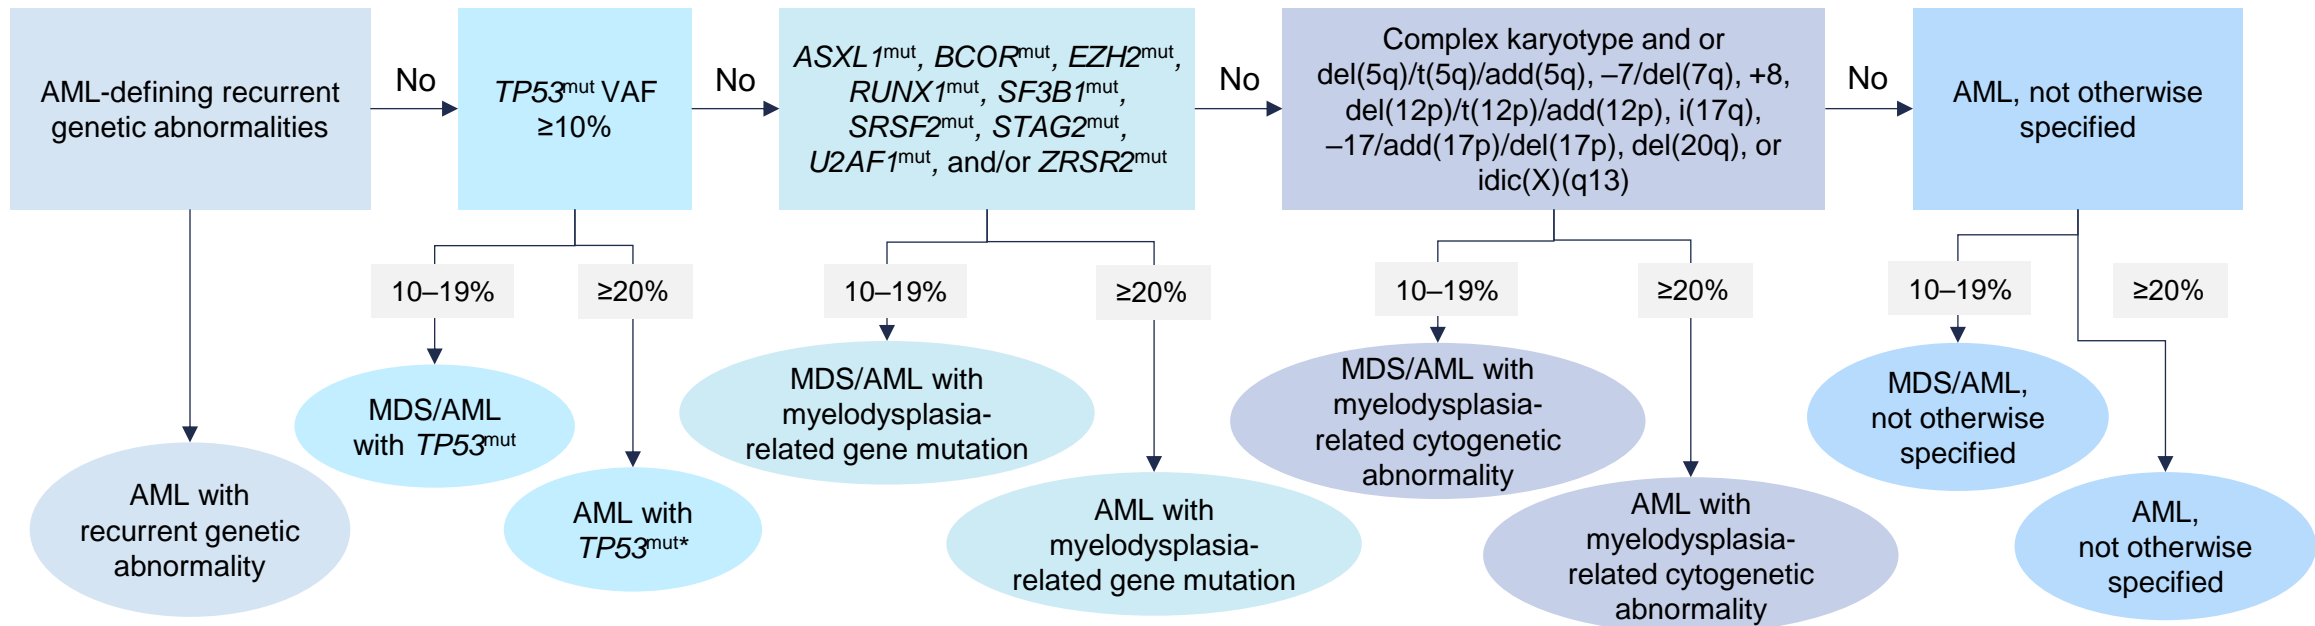 AML-defining recurrent
genetic abnormalities
No
TP53mut VAF
≥10%
No
ASXL1mut, BCORmut, EZH2mut,
RUNX1mut, SF3B1mut,
SRSF2mut, STAG2mut,
U2AF1mut, and/or ZRSR2mut
No
Complex karyotype and or
del(5q)/t(5q)/add(5q), –7/del(7q), +8,
del(12p)/t(12p)/add(12p), i(17q),
–17/add(17p)/del(17p), del(20q), or
idic(X)(q13)
No
AML, not otherwise
specified
10–19%
≥20%
10–19%
≥20%
10–19%
≥20%
10–19%
≥20%
AML with
recurrent genetic
abnormality
MDS/AML
with TP53mut
AML with
TP53mut*
MDS/AML with
myelodysplasia-
related gene mutation
AML with
myelodysplasia-
related gene mutation
MDS/AML with
myelodysplasia-
related cytogenetic
abnormality
AML with
myelodysplasia-
related cytogenetic
abnormality
MDS/AML,
not otherwise
specified
AML,
not otherwise
specified